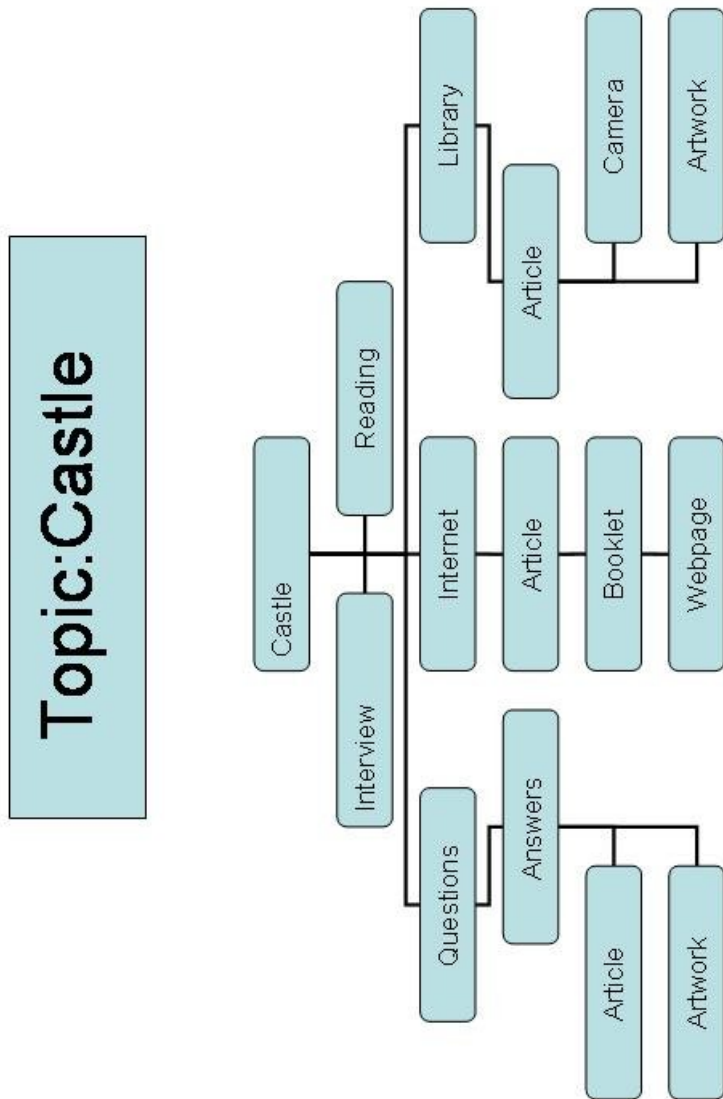 Topic:Castle
Castle
Interview
Reading
Questions
Internet
Library
Answers
Article
Article
Article
Booklet
Camera
Artwork
Webpage
Artwork